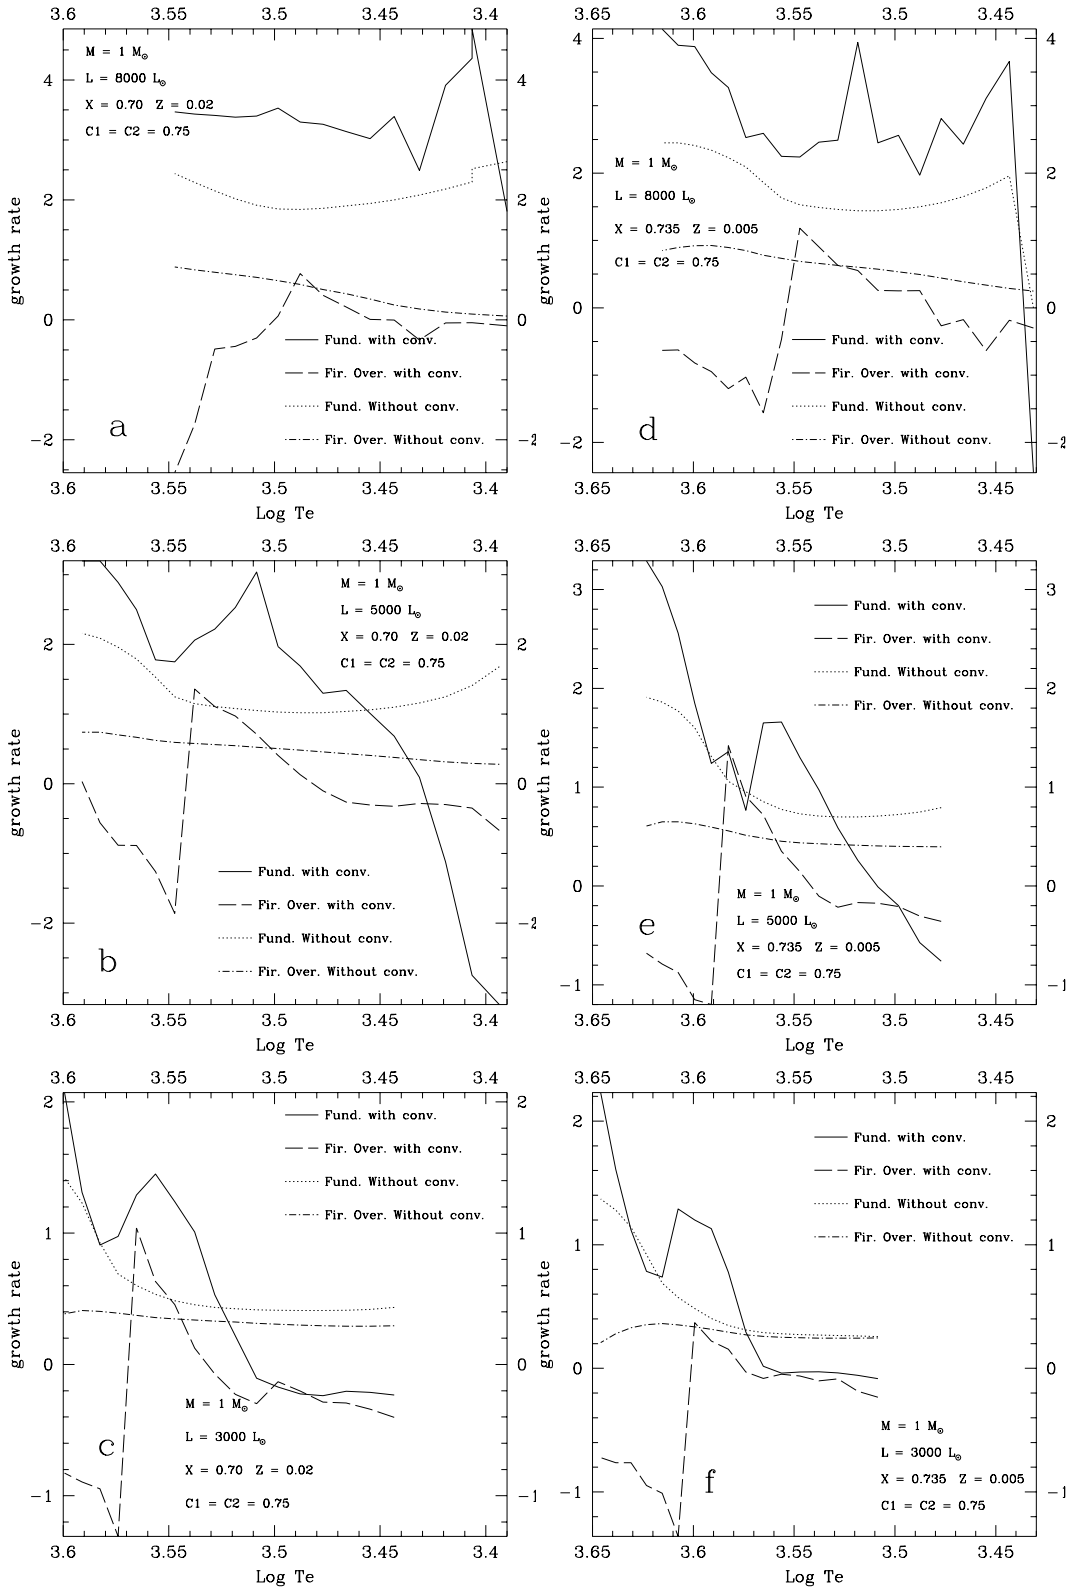 3.6 3.55 3.5 3.45 3.4
growth rate
4
2
0
−2
4
2
0
−2
M = 1 M⊙
L = 8000 L⊙
X = 0.70 Z = 0.02
C1 = C2 = 0.75
Fund. with conv.
Fir. Over. with conv.
Fund. Without conv.
Fir. Over. Without conv.
a
3.6 3.55 3.5 3.45 3.4
Log Te
3.65 3.6 3.55 3.5 3.45
growth rate
4
2
0
−2
4
2
0
−2
M = 1 M⊙
L = 8000 L⊙
X = 0.735 Z = 0.005
C1 = C2 = 0.75
Fund. with conv.
Fir. Over. with conv.
Fund. Without conv.
Fir. Over. Without conv.
d
3.65 3.6 3.55 3.5 3.45
Log Te
3.6 3.55 3.5 3.45 3.4
growth rate
2
0
−2
2
0
−2
M = 1 M⊙
L = 5000 L⊙
X = 0.70 Z = 0.02
C1 = C2 = 0.75
Fund. with conv.
Fir. Over. with conv.
Fund. Without conv.
Fir. Over. Without conv.
b
3.6 3.55 3.5 3.45 3.4
Log Te
3.65 3.6 3.55 3.5 3.45
growth rate
3
2
1
0
−1
3
2
1
0
−1
Fund. with conv.
Fir. Over. with conv.
Fund. Without conv.
Fir. Over. Without conv.
M = 1 M⊙
L = 5000 L⊙
X = 0.735 Z = 0.005
C1 = C2 = 0.75
e
3.65 3.6 3.55 3.5 3.45
Log Te
3.6 3.55 3.5 3.45 3.4
growth rate
2
1
0
−1
2
1
0
−1
Fund. with conv.
Fir. Over. with conv.
Fund. Without conv.
Fir. Over. Without conv.
M = 1 M⊙
L = 3000 L⊙
X = 0.70 Z = 0.02
C1 = C2 = 0.75
c
3.6 3.55 3.5 3.45 3.4
Log Te
3.65 3.6 3.55 3.5 3.45
growth rate
2
1
0
−1
2
1
0
−1
Fund. with conv.
Fir. Over. with conv.
Fund. Without conv.
Fir. Over. Without conv.
M = 1 M⊙
L = 3000 L⊙
X = 0.735 Z = 0.005
C1 = C2 = 0.75
f
3.65 3.6 3.55 3.5 3.45
Log Te